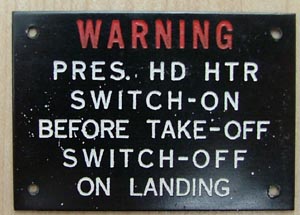 WARNING
PRES. HD HTR
SWITCH-ON
BEFORE TAKE-OFF
SWITCH-OFF
ON LANDING